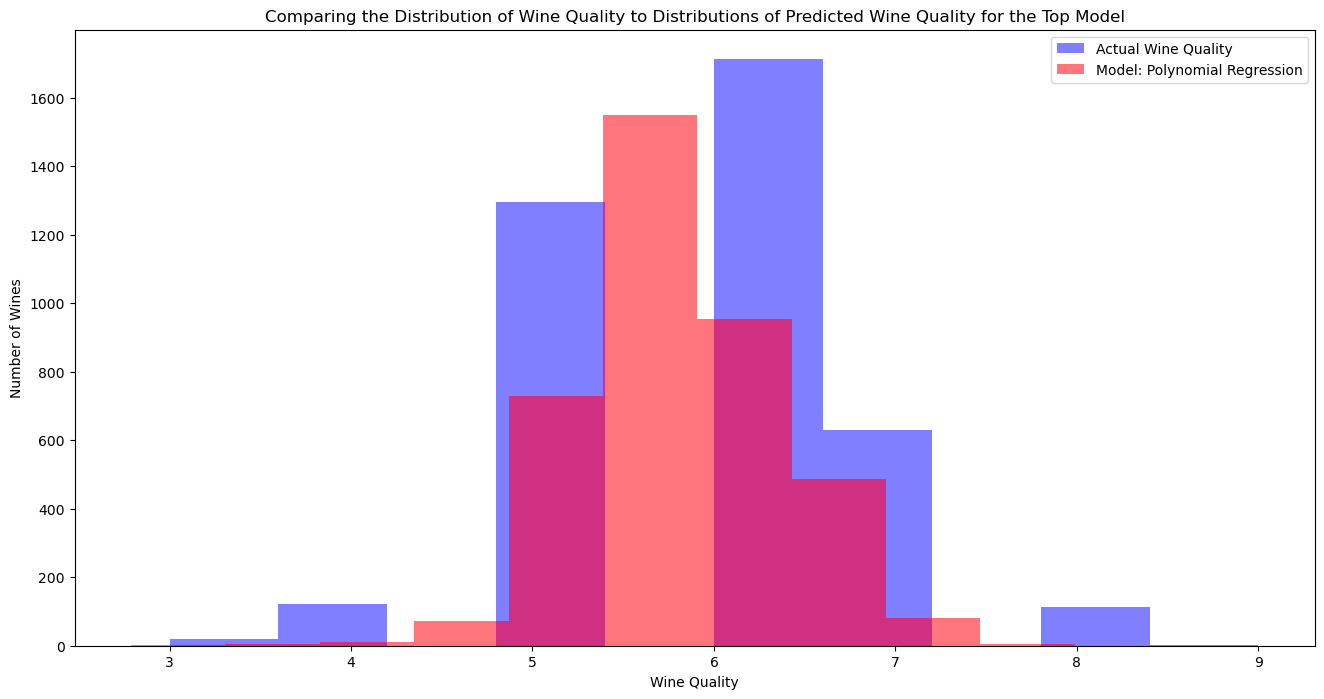 Comparing the Distribution of Wine Quality to Distributions of Predicted Wine Quality for the Top Model
Actual Wine Quality
Model: Polynomial Regression
Number of Wines
1600
1400
1200
1000
800
600
400
200
0
3 4 5 6 7 8 9
Wine Quality